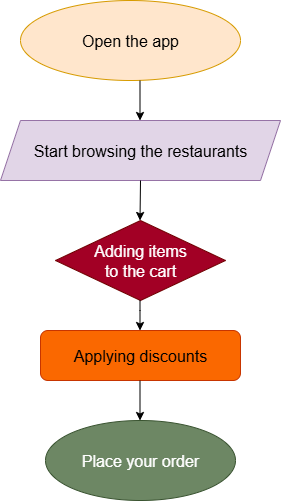 Open the app
Start browsing the restaurants
Adding items
to the cart
Applying discounts
Place your order